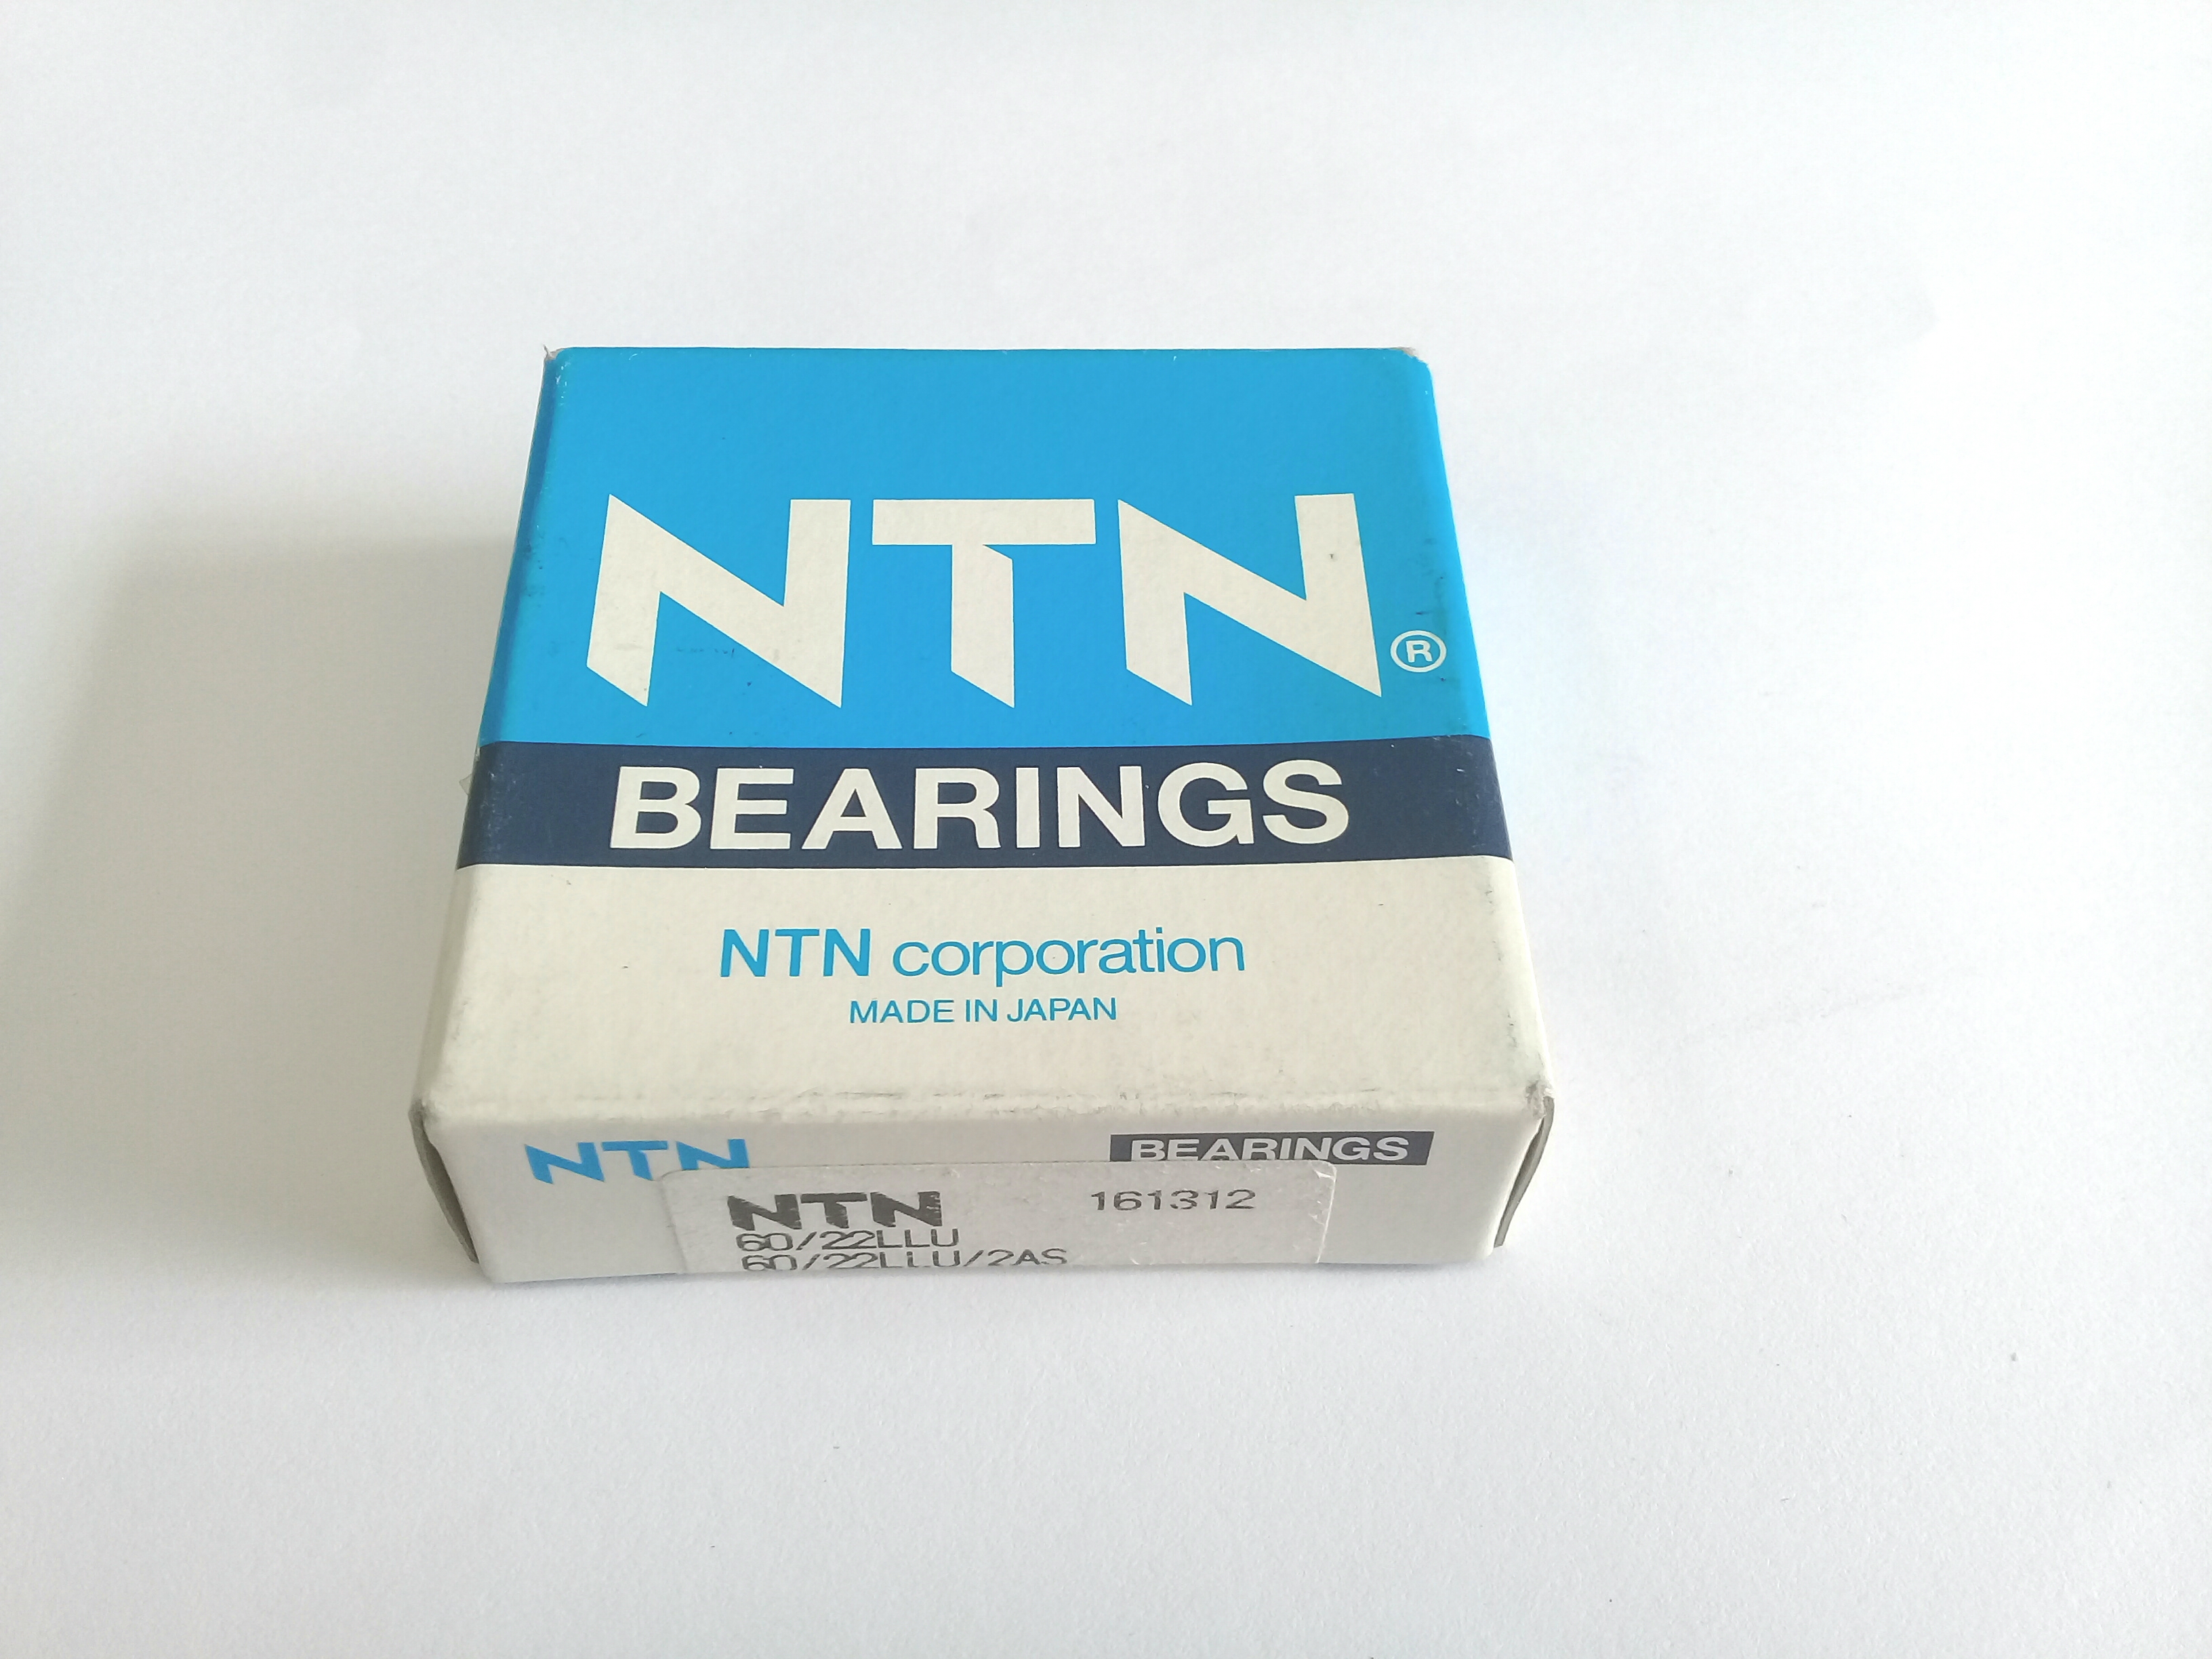 NTN®
BEARINGS
NTN corporation
MADE IN JAPAN
NTN BEARINGS
NTN 161312
60/22LLU
60/22LLU/2AS